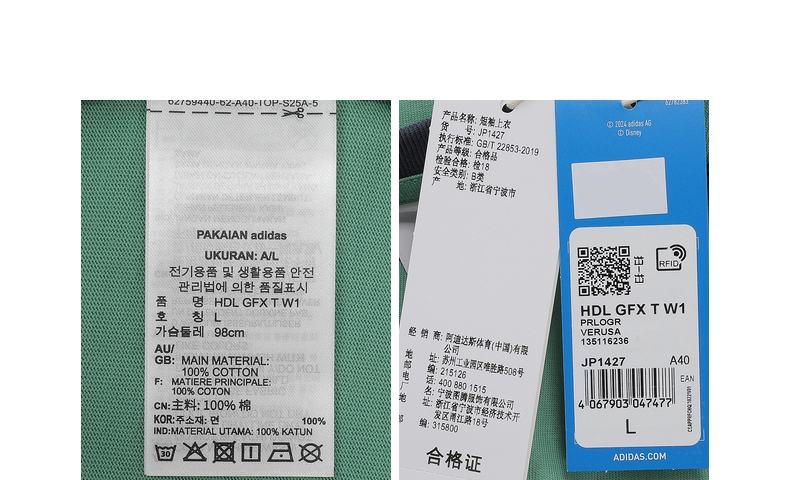 62759440-62-A40-TOP-S25A-5
PAKAIAN adidas
UKURAN: A/L
전기용품 및 생활용품 안전
관리법에 의한 품질표시
품 명 HDL GFX T W1
호 칭 L
가슴둘레 98cm
AU/
GB: MAIN MATERIAL:
100% COTTON
F: MATIERE PRINCIPALE:
100% COTON
CN: 主料: 100% 棉
KOR: 주소재: 면 100%
IND: MATERIAL UTAMA: 100% KATUN
30
产品名称: 短袖上衣
货 号: JP1427
执行标准: GB/T 22853-2019
产品等级: 合格品
检验合格: 检18
安全类别: B类
产 地: 浙江省宁波市
经 销 商: 阿迪达斯体育(中国)有限
公司
地 址: 苏州工业园区唯胜路508号
邮 编: 215126
电 话: 400 880 1515
厂 名: 宁波图腾服饰有限公司
地 址: 浙江省宁波市经济技术开
发区甬江路18号
邮 编: 315800
合格证
62782383
© 2024 adidas AG
© Disney
RFID
HDL GFX T W1
PRLOGR
VERUSA
135116236
JP1427 A40
EAN
4 067903 047477
L
ADIDAS.COM